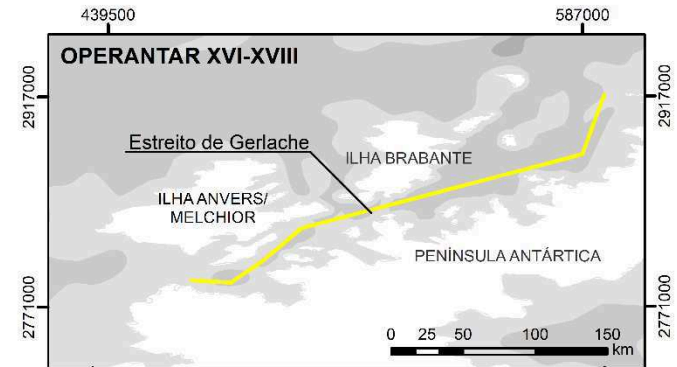 439500
587000
OPERANTAR XVI-XVIII
2917000
2917000
Estreito de Gerlache
ILHA BRABANTE
ILHA ANVERS/
MELCHIOR
PENÍNSULA ANTÁRTICA
2771000
2771000
0 25 50 100 150
km